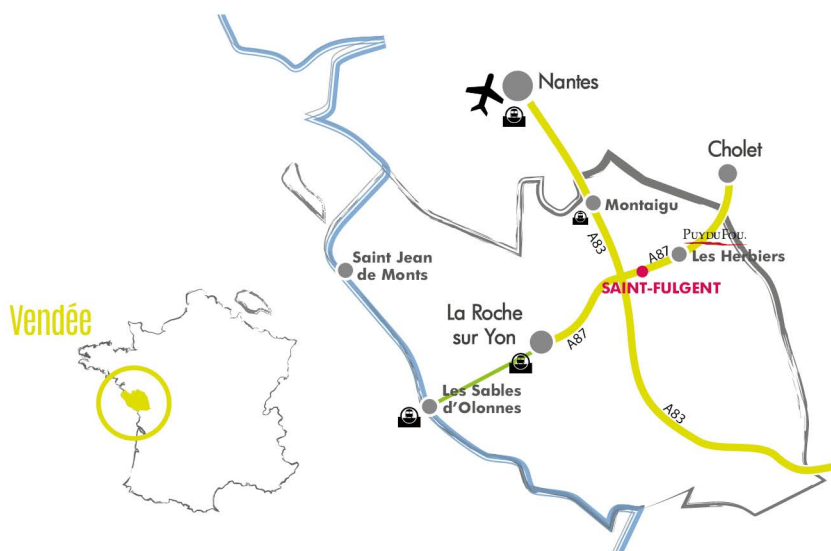 Nantes
Cholet
Montaigu
A83
PUYDUFOU.
A87
Les Herbiers
Saint Jean
de Monts
SAINT-FULGENT
Vendée
La Roche
sur Yon
A87
Les Sables
d'Olonnes
A83